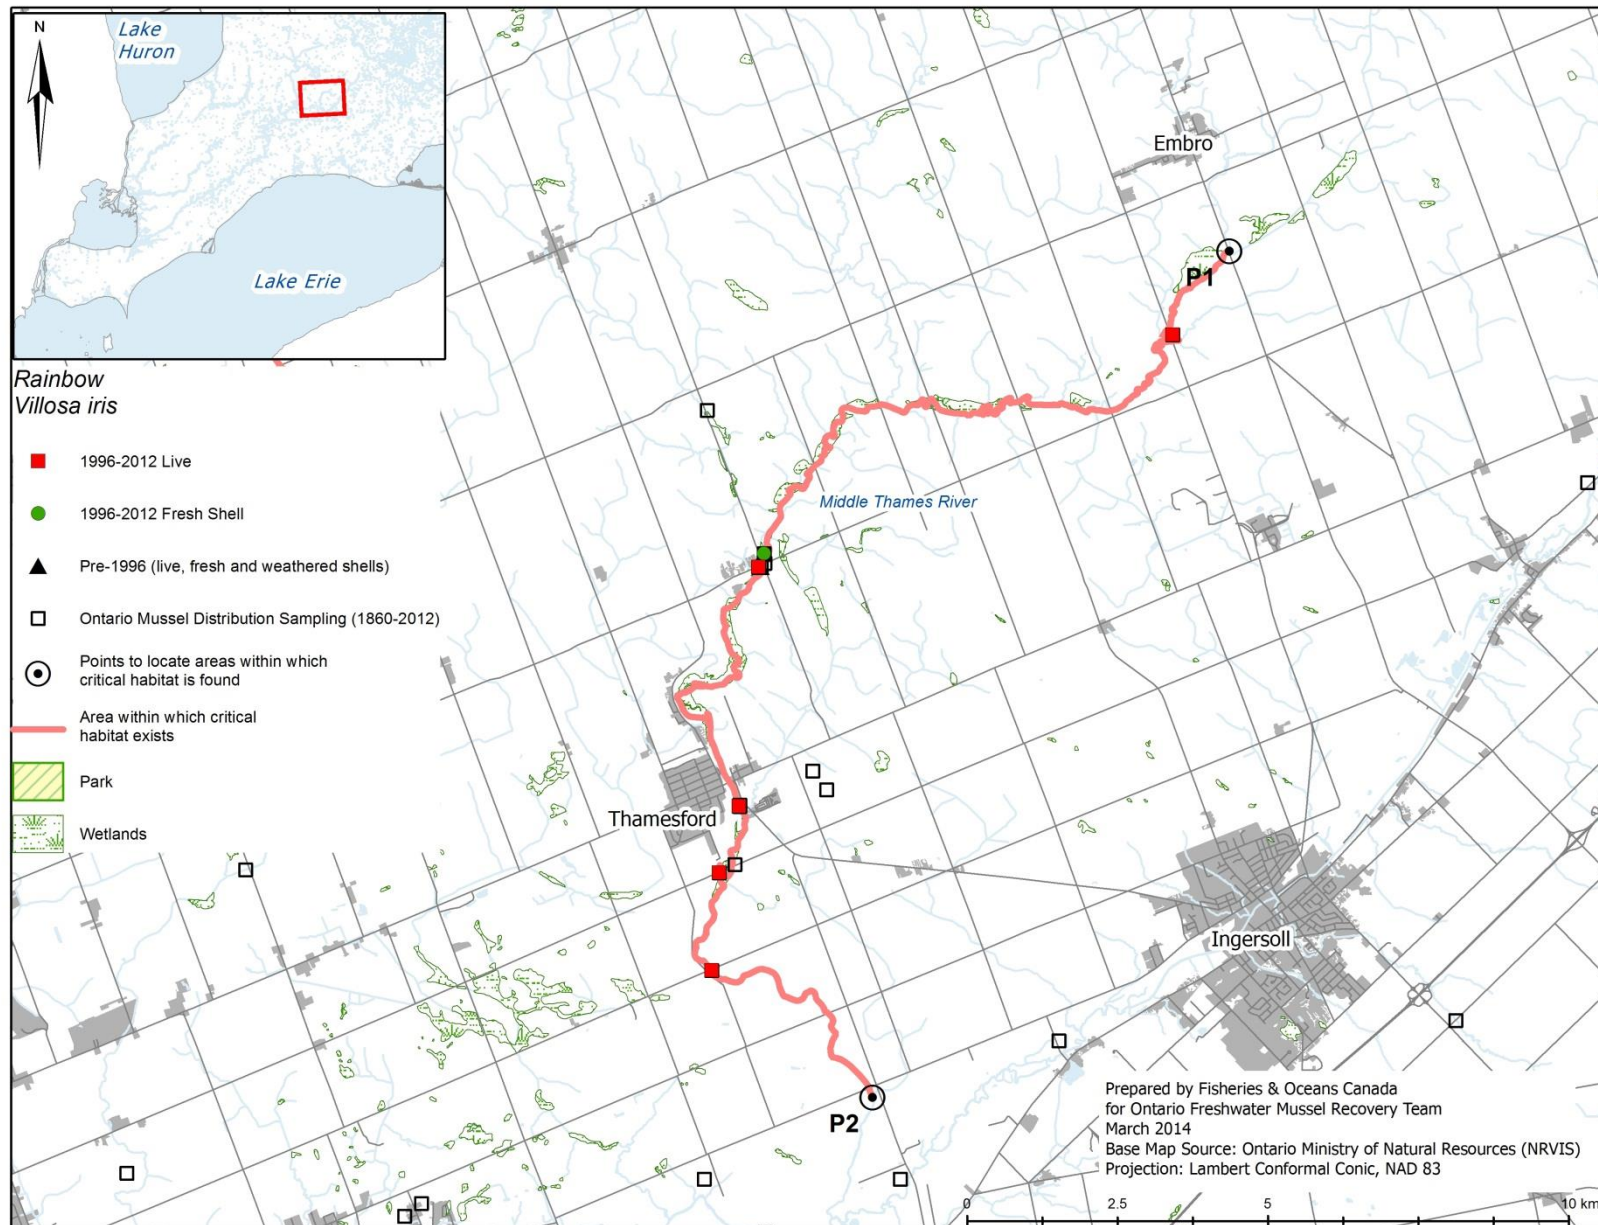 N
Lake
Huron
Lake Erie
Rainbow
Villosa iris
1996-2012 Live
1996-2012 Fresh Shell
Pre-1996 (live, fresh and weathered shells)
Ontario Mussel Distribution Sampling (1860-2012)
Points to locate areas within which
critical habitat is found
Area within which critical
habitat exists
Park
Wetlands
Embro
P1
Middle Thames River
Thamesford
Ingersoll
P2
Prepared by Fisheries & Oceans Canada
for Ontario Freshwater Mussel Recovery Team
March 2014
Base Map Source: Ontario Ministry of Natural Resources (NRVIS)
Projection: Lambert Conformal Conic, NAD 83
0 2.5 5 10 km